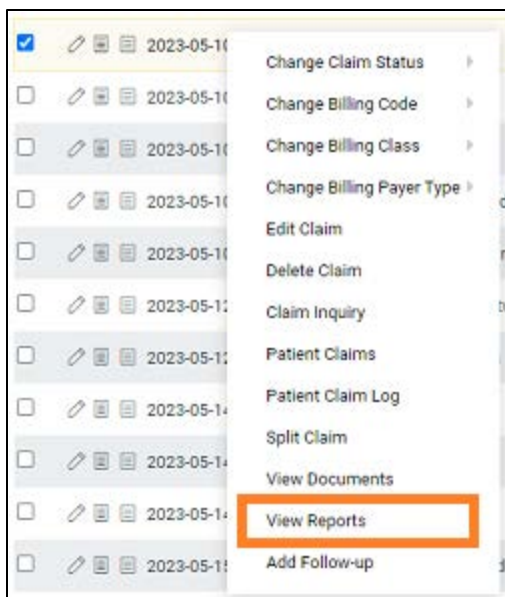 2023-05-10
Change Claim Status
2023-05-10
Change Billing Code
2023-05-10
Change Billing Class
2023-05-10
Change Billing Payer Type
Edit Claim
2023-05-10
Delete Claim
2023-05-12
Claim Inquiry
2023-05-12
Patient Claims
2023-05-14
Patient Claim Log
2023-05-14
Split Claim
View Documents
2023-05-14
View Reports
2023-05-15
Add Follow-up